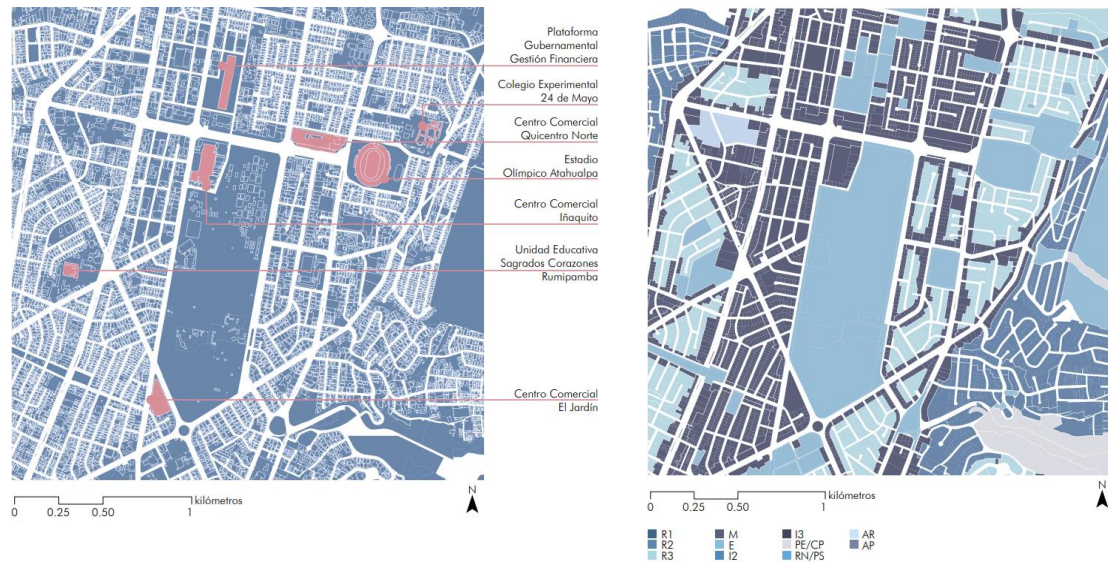 Plataforma
Gubernamental
Gestión Financiera
Colegio Experimental
24 de Mayo
Centro Comercial
Quicentro Norte
Estadio
Olímpico Atahualpa
Centro Comercial
Iñaquito
Unidad Educativa
Sagrados Corazones
Rumipamba
Centro Comercial
El Jardín
kilómetros
0 0.25 0.50 1
N
kilómetros
0 0.25 0.50 1
N
R1 M I3 AR
R2 E PE/CP AP
R3 I2 RN/PS